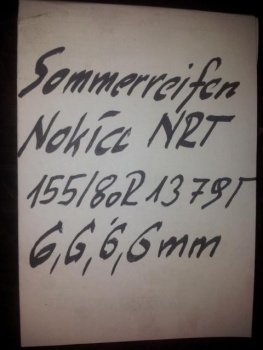 Sommerreifen
Nokia NRT
155/80R 13 79T
6,6,6,6mm